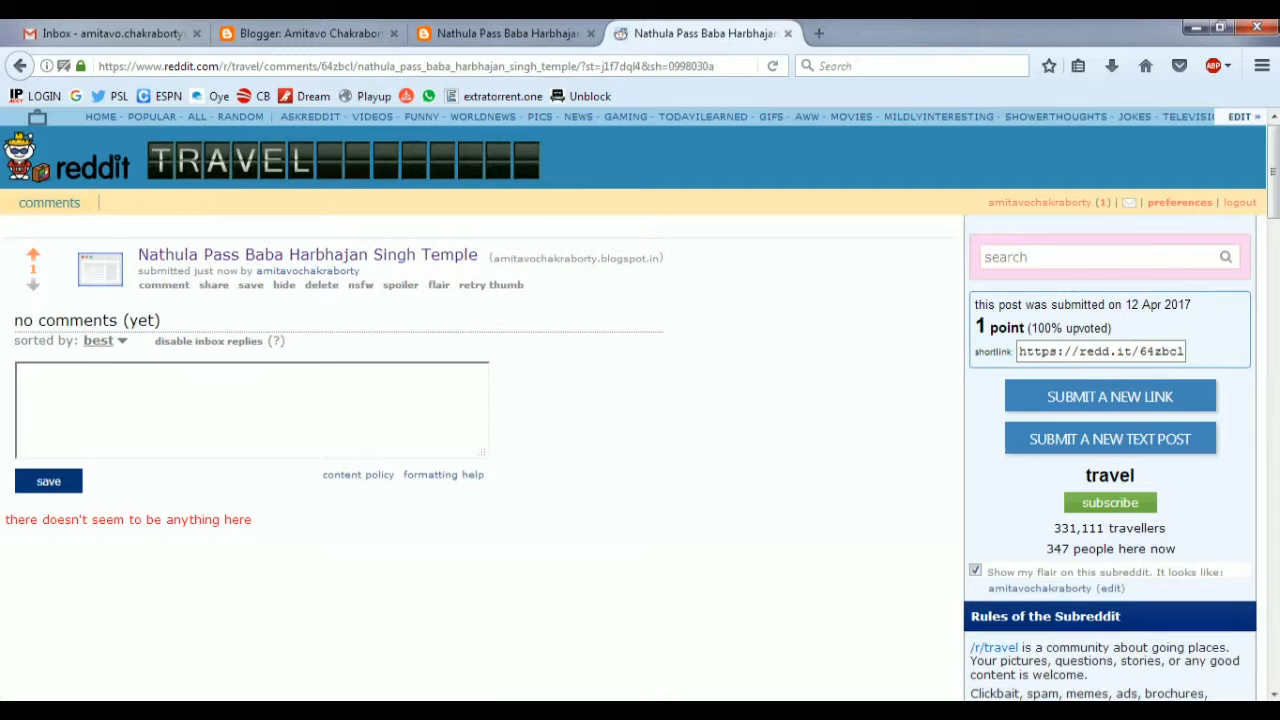 Inbox - amitavo.chakraborty
Blogger: Amitavo Chakrabor
Nathula Pass Baba Harbhajan
Nathula Pass Baba Harbhajan
https://www.reddit.com/r/travel/comments/64zbcl/nathula_pass_baba_harbhajan_singh_temple/?st=j1f7dql4&sh=0998030a
Search
ABP
LOGIN
PSL
ESPN
Oye
CB
Dream
Playup
extratorrent.one
Unblock
HOME - POPULAR - ALL - RANDOM | ASKREDDIT - VIDEOS - FUNNY - WORLDNEWS - PICS - NEWS - GAMING - TODAYILEARNED - GIFS - AWW - MOVIES - MILDLYINTERESTING - SHOWERTHOUGHTS - JOKES - TELEVISI
EDIT »
reddit
TRAVEL
comments
amitavochakraborty (1) | | preferences | logout
1
Nathula Pass Baba Harbhajan Singh Temple (amitavochakraborty.blogspot.in)
submitted just now by amitavochakraborty
comment share save hide delete nsfw spoiler flair retry thumb
no comments (yet)
sorted by: best
disable inbox replies (?)
save
content policy formatting help
there doesn't seem to be anything here
search
this post was submitted on 12 Apr 2017
1 point (100% upvoted)
shortlink: https://redd.it/64zbcl
SUBMIT A NEW LINK
SUBMIT A NEW TEXT POST
travel
subscribe
331,111 travellers
347 people here now
Show my flair on this subreddit. It looks like:
amitavochakraborty (edit)
Rules of the Subreddit
/r/travel is a community about going places.
Your pictures, questions, stories, or any good
content is welcome.
Clickbait, spam, memes, ads, brochures,